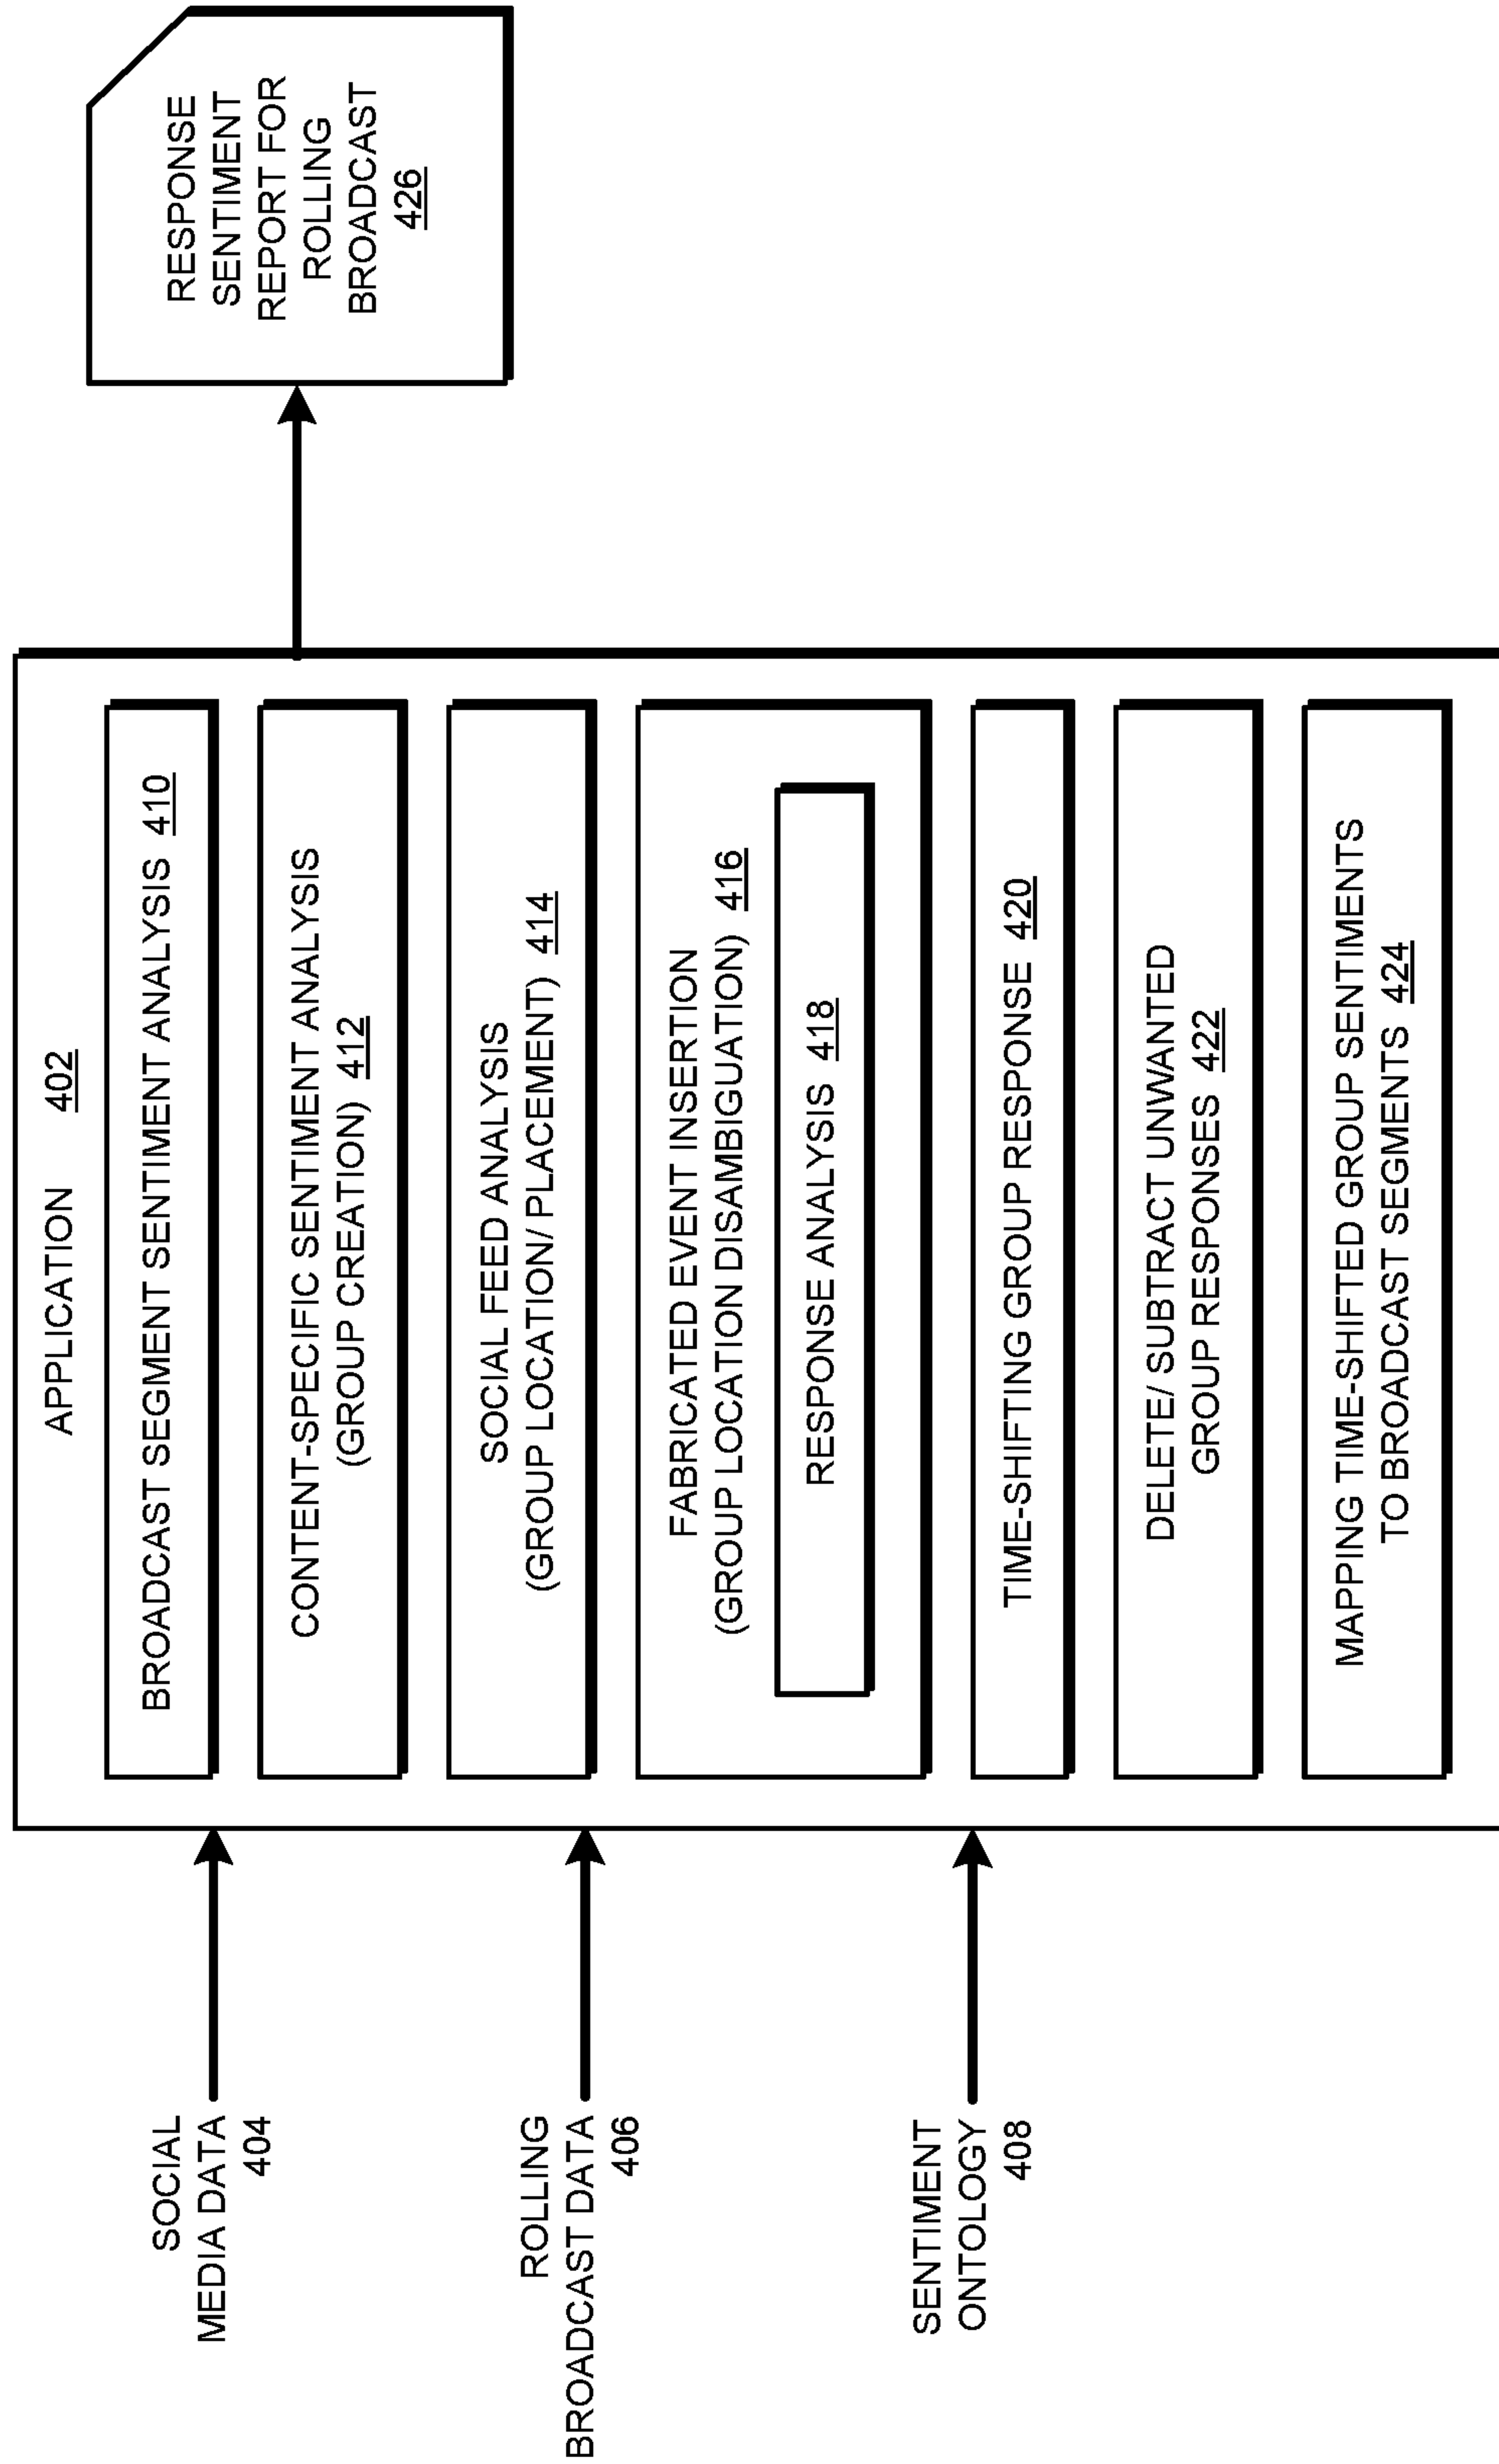 SOCIAL
MEDIA DATA
404
ROLLING
BROADCAST DATA
406
SENTIMENT
ONTOLOGY
408
APPLICATION 402
BROADCAST SEGMENT SENTIMENT ANALYSIS 410
CONTENT-SPECIFIC SENTIMENT ANALYSIS
(GROUP CREATION) 412
SOCIAL FEED ANALYSIS
(GROUP LOCATION/ PLACEMENT) 414
FABRICATED EVENT INSERTION
(GROUP LOCATION DISAMBIGUATION) 416
RESPONSE ANALYSIS 418
TIME-SHIFTING GROUP RESPONSE 420
DELETE/ SUBTRACT UNWANTED
GROUP RESPONSES 422
MAPPING TIME-SHIFTED GROUP SENTIMENTS
TO BROADCAST SEGMENTS 424
RESPONSE
SENTIMENT
REPORT FOR
ROLLING
BROADCAST
426